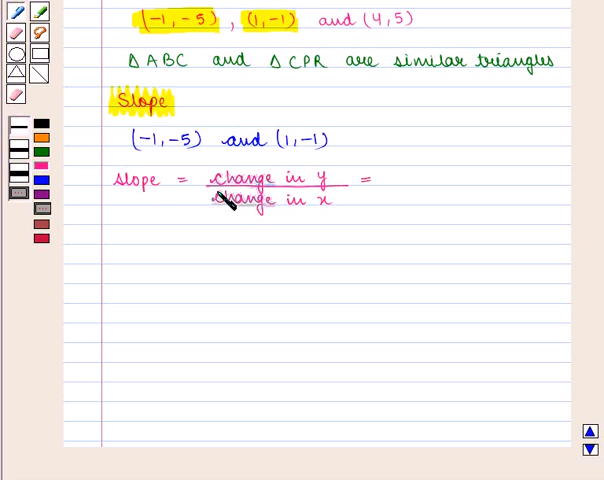 (-1, -5) , (1, -1) and (4, 5)
△ ABC and △ CPR are similar triangles
Slope
(-1, -5) and (1, -1)
Slope = change in y / change in x =